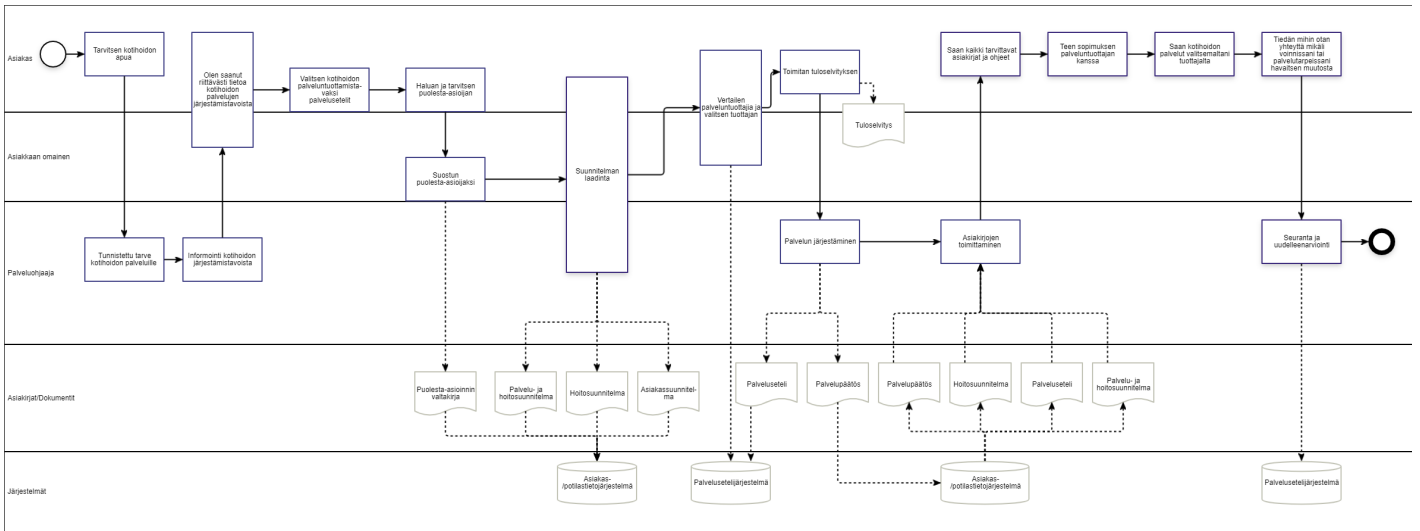 Asiakas
Tarvitsen kotihoidon
apua
Olen saanut
riittävästi tietoa
kotihoidon
palvelujen
järjestämistavoista
Valitsen kotihoidon
palveluntuottamista-
vaksi
palvelusetelit
Haluan ja tarvitsen
puolesta-asioijan
Vertailen
palveluntuottajia ja
valitsen tuottajan
Toimitan tuloselvityksen
Tuloselvitys
Saan kaikki tarvittavat
asiakirjat ja ohjeet
Teen sopimuksen
palveluntuottajan
kanssa
Saan kotihoidon
palvelut valitsemaltani
tuottajalta
Tiedän mihin otan
yhteyttä mikäli
voinnissani tai
palvelutarpeissani
havaitsen muutosta
Asiakkaan omainen
Suostun
puolesta-asioijaksi
Suunnitelman
laadinta
Palveluohjaaja
Tunnistettu tarve
kotihoidon palveluille
Informointi kotihoidon
järjestämistavoista
Palvelun järjestäminen
Asiakirjojen
toimittaminen
Seuranta ja
uudelleenarviointi
Asiakirjat/Dokumentit
Puolesta-asioinnin
valtakirja
Palvelu- ja
hoitosuunnitelma
Hoitosuunnitelma
Asiakassuunnitel-
ma
Palveluseteli
Palvelupäätös
Palvelupäätös
Hoitosuunnitelma
Palveluseteli
Palvelu- ja
hoitosuunnitelma
Järjestelmät
Asiakas-
/potilastietojärjestelmä
Palvelusetelijärjestelmä
Asiakas-
/potilastietojärjestelmä
Palvelusetelijärjestelmä